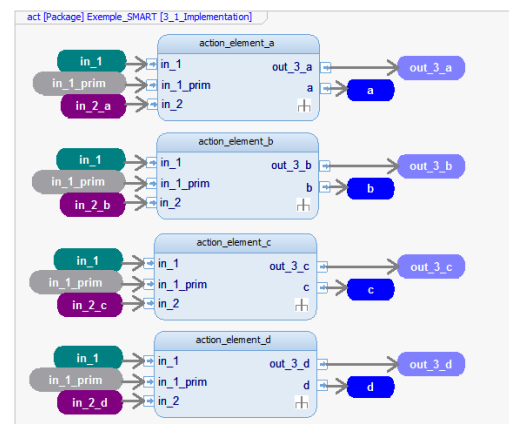 act [Package] Exemple_SMART [3_1_Implementation]
action_element_a
in_1 in_1 out_3_a out_3_a
in_1_prim in_1_prim a a
in_2_a in_2
action_element_b
in_1 in_1 out_3_b out_3_b
in_1_prim in_1_prim b b
in_2_b in_2
action_element_c
in_1 in_1 out_3_c out_3_c
in_1_prim in_1_prim c c
in_2_c in_2
action_element_d
in_1 in_1 out_3_d out_3_d
in_1_prim in_1_prim d d
in_2_d in_2